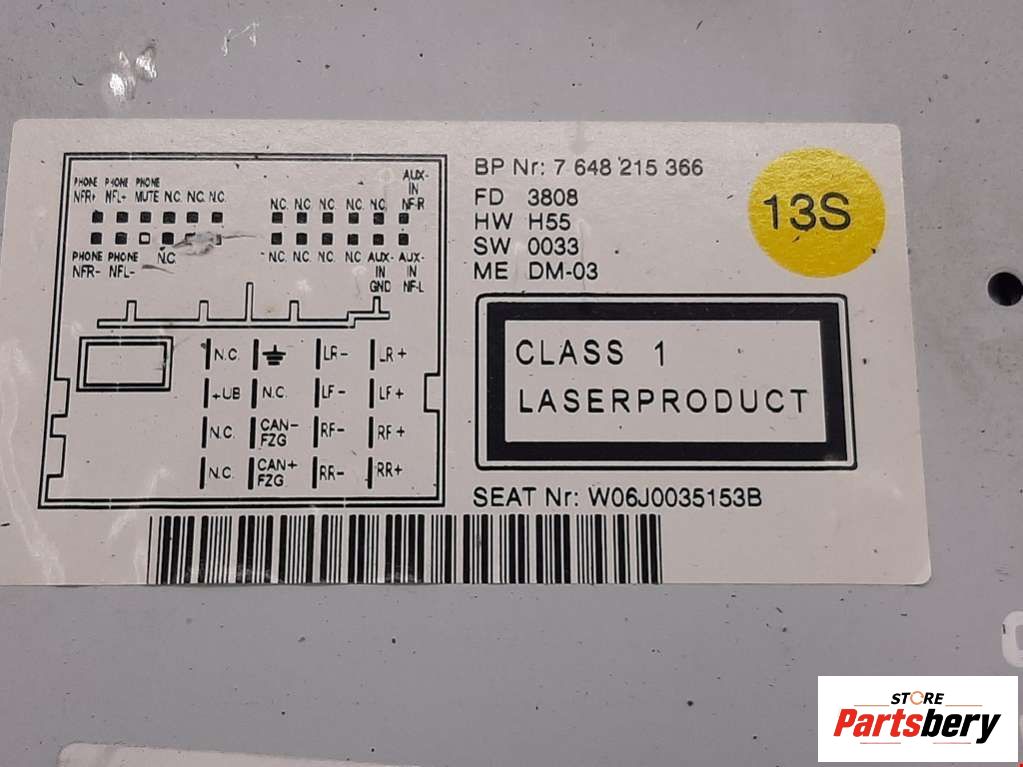 PHONE PHONE PHONE
NFR+ NFL+ MUTE N.C. N.C. N.C.
AUX-
IN
N.C. N.C. N.C. N.C. N.C. NF-R
PHONE PHONE N.C.
NFR- NFL-
N.C. N.C. N.C. N.C. AUX- AUX-
IN IN
GND NF-L
N.C. LR- LR+
+UB N.C. LF- LF+
N.C. CAN- RF- RF+
FZG
N.C. CAN+ RR- RR+
FZG
BP Nr: 7 648 215 366
FD 3808
HW H55
SW 0033
ME DM-03
13S
CLASS 1
LASERPRODUCT
SEAT Nr: W06J0035153B
STORE
Partsbery